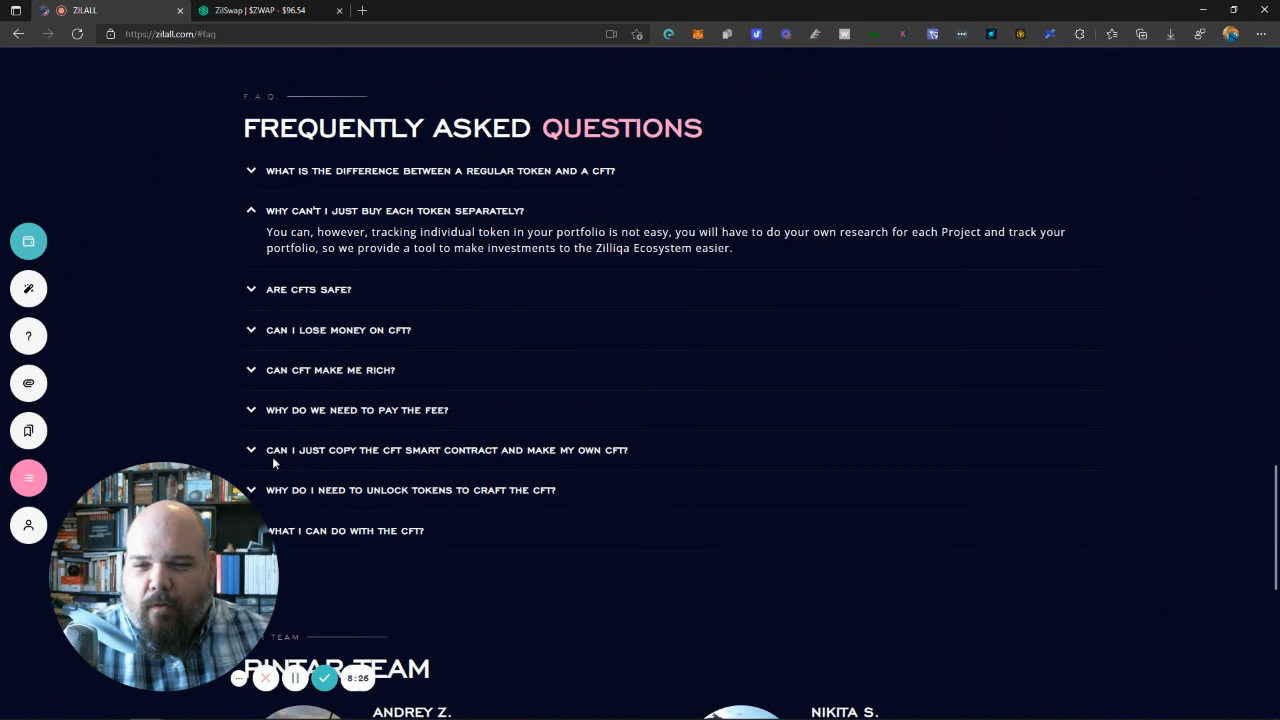 ZILALL
ZilSwap | $ZWAP - $96.54
https://zilall.com/#faq
F.A.Q.
FREQUENTLY ASKED QUESTIONS
WHAT IS THE DIFFERENCE BETWEEN A REGULAR TOKEN AND A CFT?
WHY CAN'T I JUST BUY EACH TOKEN SEPARATELY?
You can, however, tracking individual token in your portfolio is not easy, you will have to do your own research for each Project and track your
portfolio, so we provide a tool to make investments to the Zilliqa Ecosystem easier.
ARE CFTS SAFE?
CAN I LOSE MONEY ON CFT?
CAN CFT MAKE ME RICH?
WHY DO WE NEED TO PAY THE FEE?
CAN I JUST COPY THE CFT SMART CONTRACT AND MAKE MY OWN CFT?
WHY DO I NEED TO UNLOCK TOKENS TO CRAFT THE CFT?
WHAT I CAN DO WITH THE CFT?
TEAM
PINTAR TEAM
8:26
ANDREY Z.
NIKITA S.